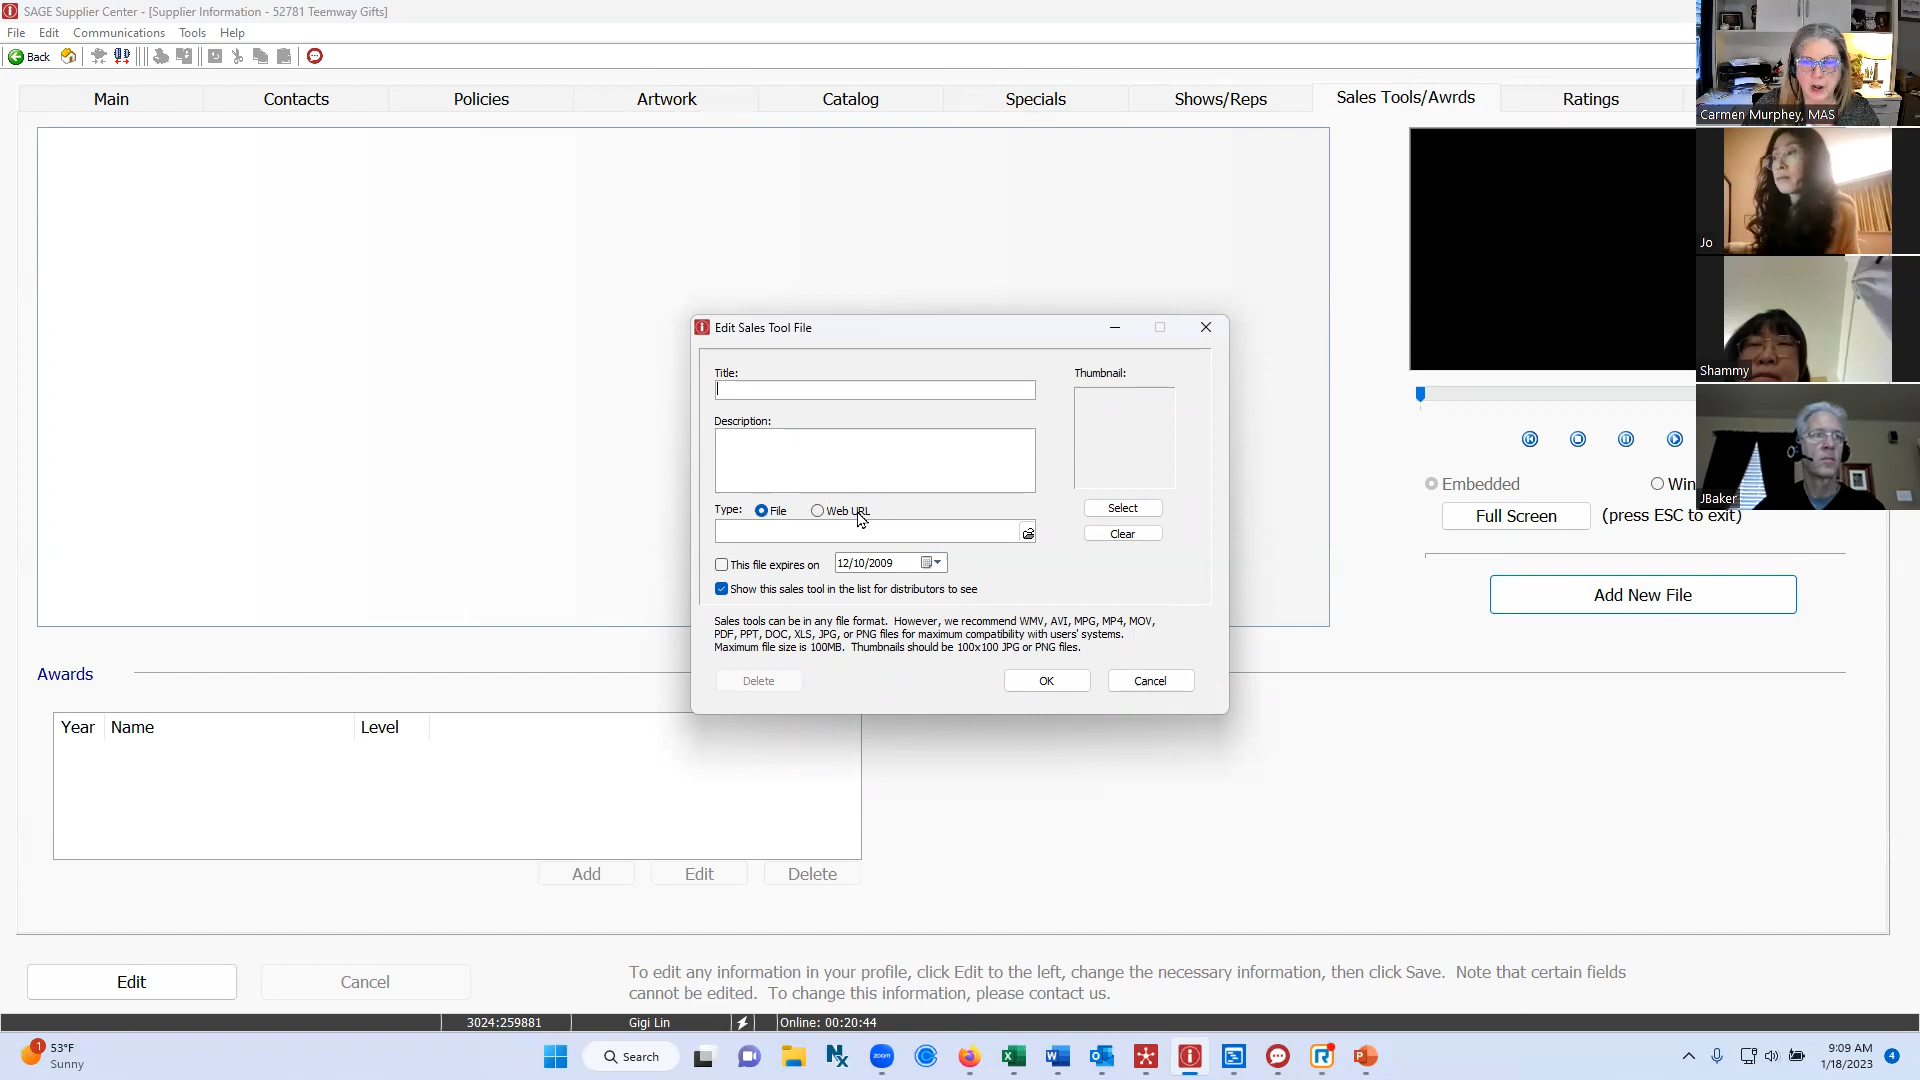 SAGE Supplier Center - [Supplier Information - 52781 Teemway Gifts]
File Edit Communications Tools Help
Back
Main Contacts Policies Artwork Catalog Specials Shows/Reps Sales Tools/Awrds Ratings
Carmen Murphey, MAS
Jo
Shammy
JBaker
Edit Sales Tool File
Title:
Thumbnail:
Description:
Type: File Web URL
Select
Clear
This file expires on 12/10/2009
Show this sales tool in the list for distributors to see
Sales tools can be in any file format. However, we recommend WMV, AVI, MPG, MP4, MOV,
PDF, PPT, DOC, XLS, JPG, or PNG files for maximum compatibility with users' systems.
Maximum file size is 100MB. Thumbnails should be 100x100 JPG or PNG files.
Delete OK Cancel
Embedded Win
Full Screen (press ESC to exit)
Add New File
Awards
Year Name Level
Add Edit Delete
Edit Cancel
To edit any information in your profile, click Edit to the left, change the necessary information, then click Save. Note that certain fields
cannot be edited. To change this information, please contact us.
3024:259881 Gigi Lin Online: 00:20:44
1
53°F
Sunny
Search
zoom
9:09 AM
1/18/2023
4